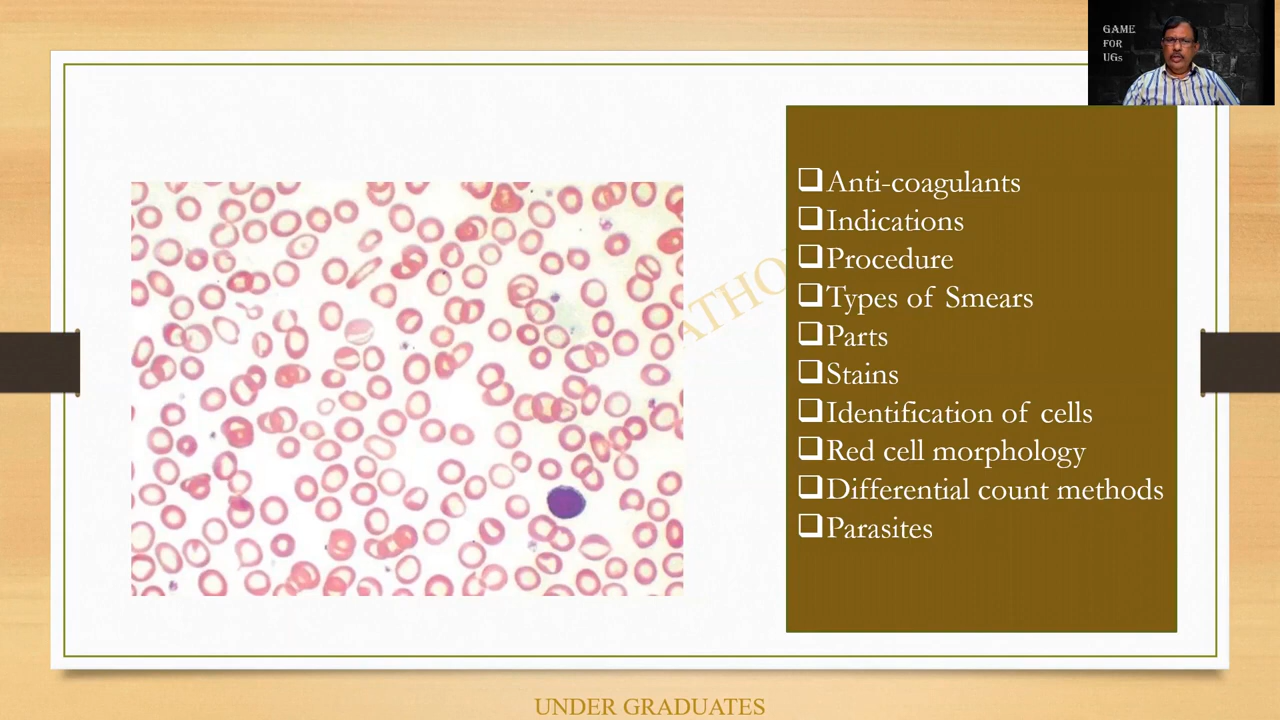 GAME
FOR
UGs
Anti-coagulants
Indications
Procedure
Types of Smears
Parts
Stains
Identification of cells
Red cell morphology
Differential count methods
Parasites
UNDER GRADUATES